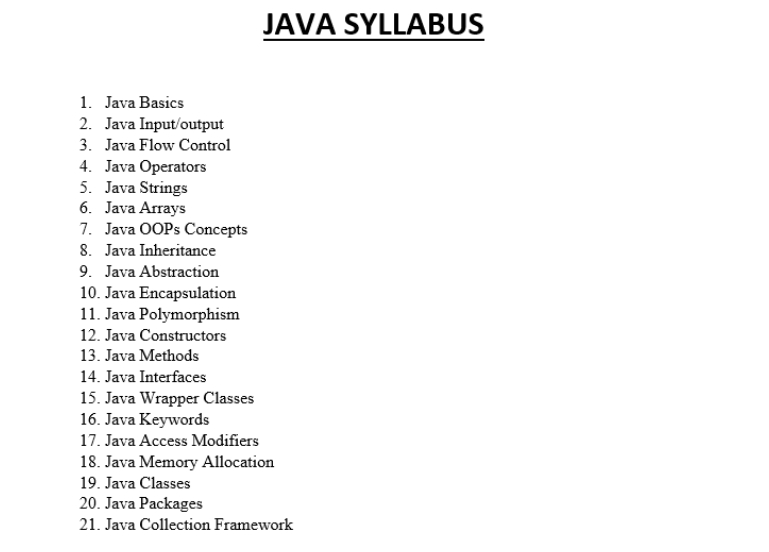 JAVA SYLLABUS
1. Java Basics
2. Java Input/output
3. Java Flow Control
4. Java Operators
5. Java Strings
6. Java Arrays
7. Java OOPs Concepts
8. Java Inheritance
9. Java Abstraction
10. Java Encapsulation
11. Java Polymorphism
12. Java Constructors
13. Java Methods
14. Java Interfaces
15. Java Wrapper Classes
16. Java Keywords
17. Java Access Modifiers
18. Java Memory Allocation
19. Java Classes
20. Java Packages
21. Java Collection Framework